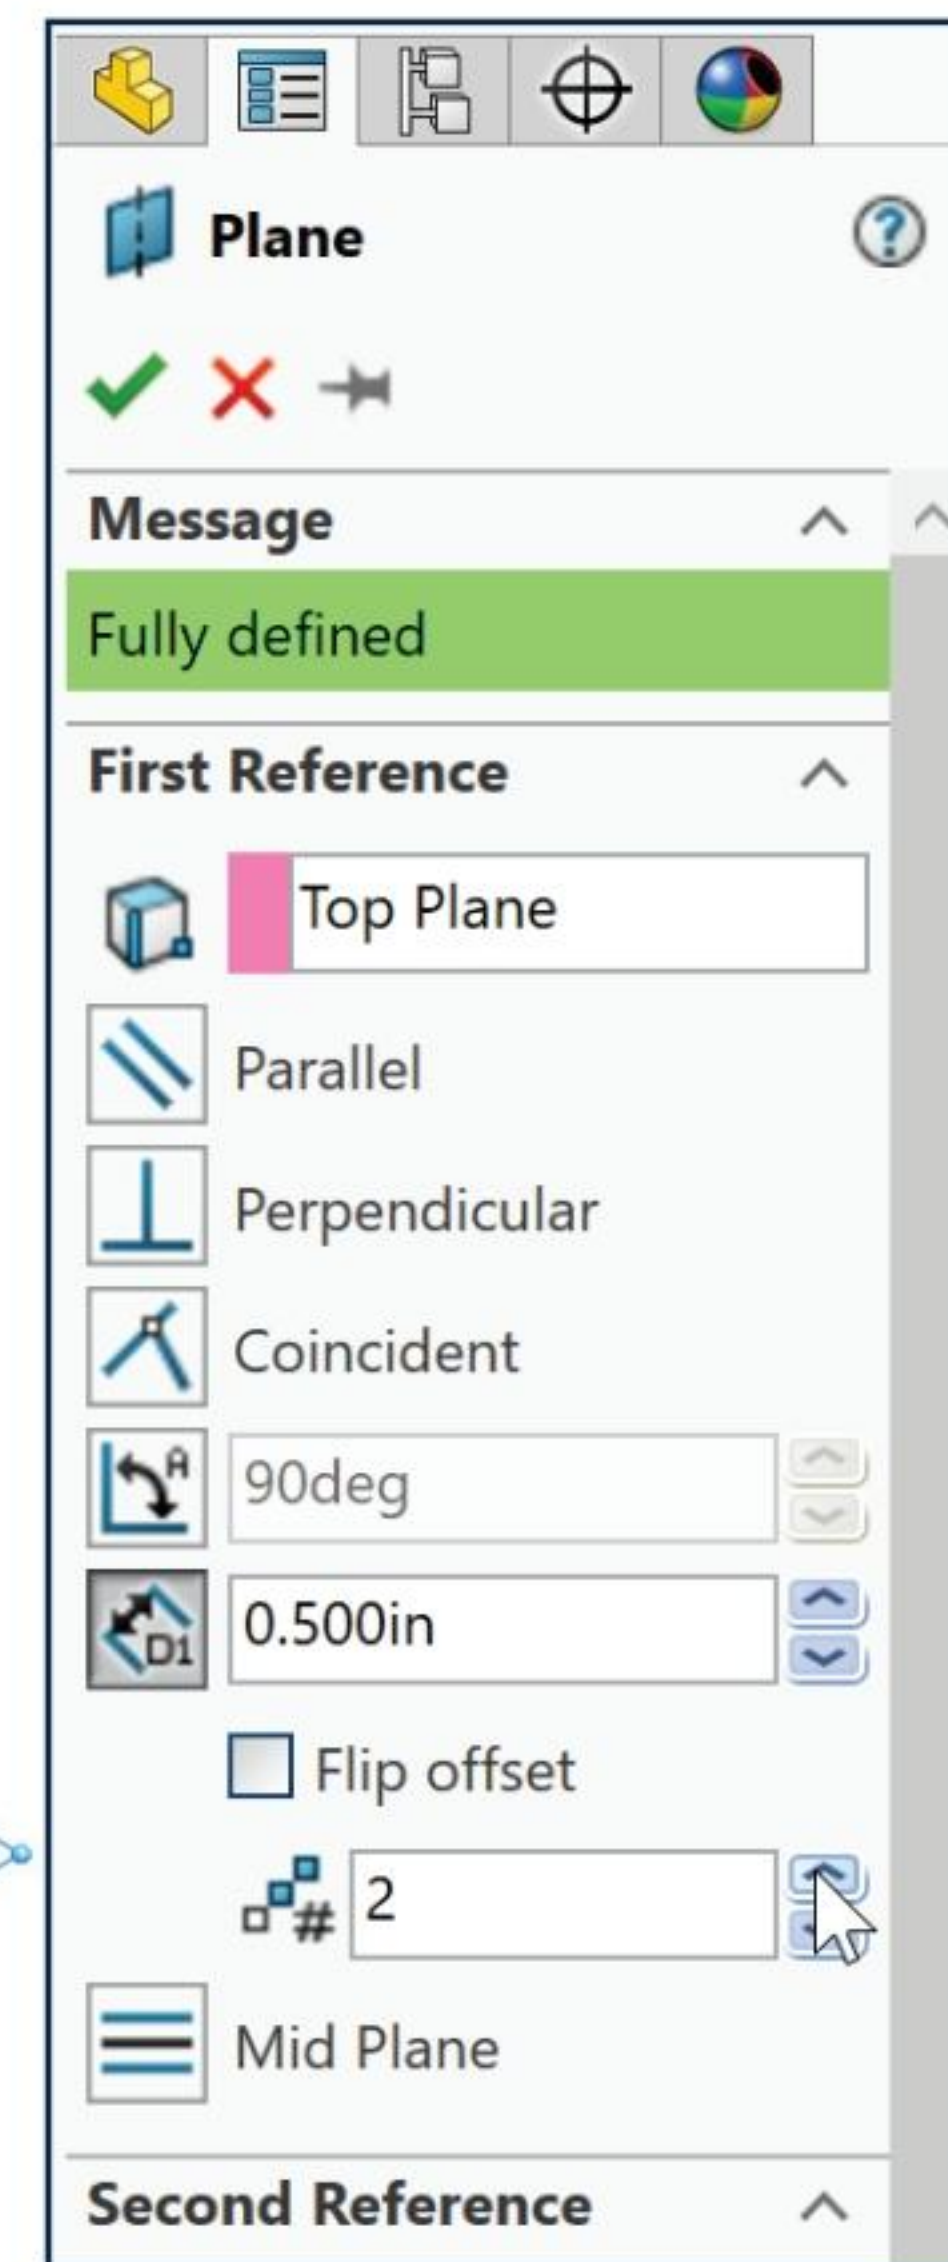 Plane
?
Message
Fully defined
First Reference
Top Plane
Parallel
Perpendicular
Coincident
A
90deg
D1
0.500in
Flip offset
#
2
Mid Plane
Second Reference